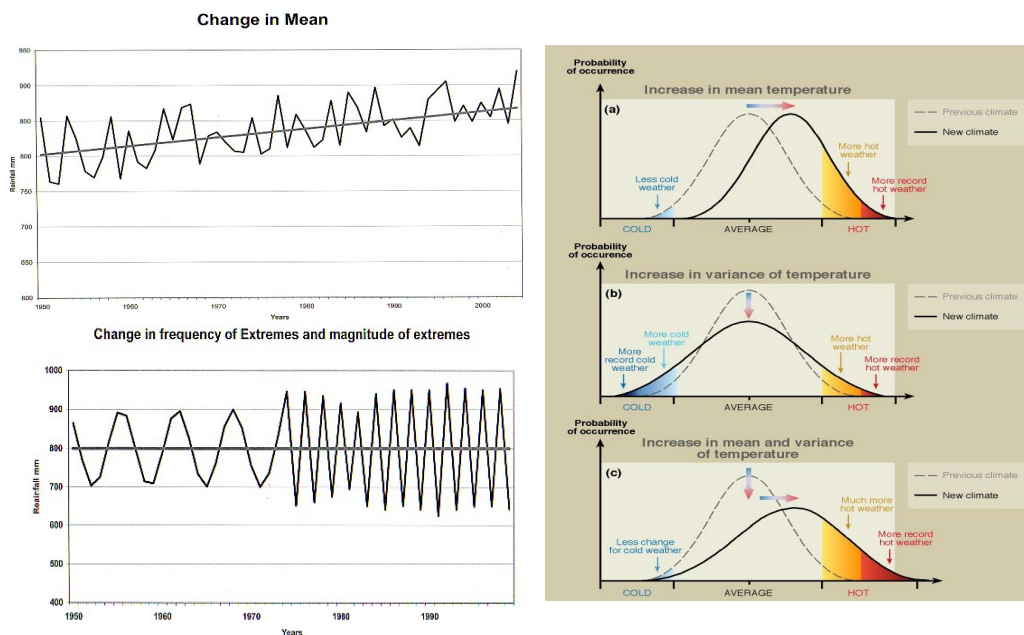 Change in Mean
980
900
880
800
750
700
650
600
1950
1960
1970
1980
1990
2000
Rainfall mm
Years
Change in frequency of Extremes and magnitude of extremes
1000
900
800
700
600
500
400
1950
1960
1970
1980
1990
Reairfall mm
Years
Probability
of occurrence
Increase in mean temperature
(a)
Previous climate
New climate
More hot
weather
Less cold
weather
More record
hot weather
COLD
AVERAGE
HOT
Probability
of occurrence
Increase in variance of temperature
(b)
Previous climate
New climate
More cold
weather
More
record cold
weather
More hot
weather
More record
hot weather
COLD
AVERAGE
HOT
Probability
of occurrence
Increase in mean and variance
of temperature
(c)
Previous climate
New climate
Much more
hot weather
More record
hot weather
Less change
for cold weather
COLD
AVERAGE
HOT